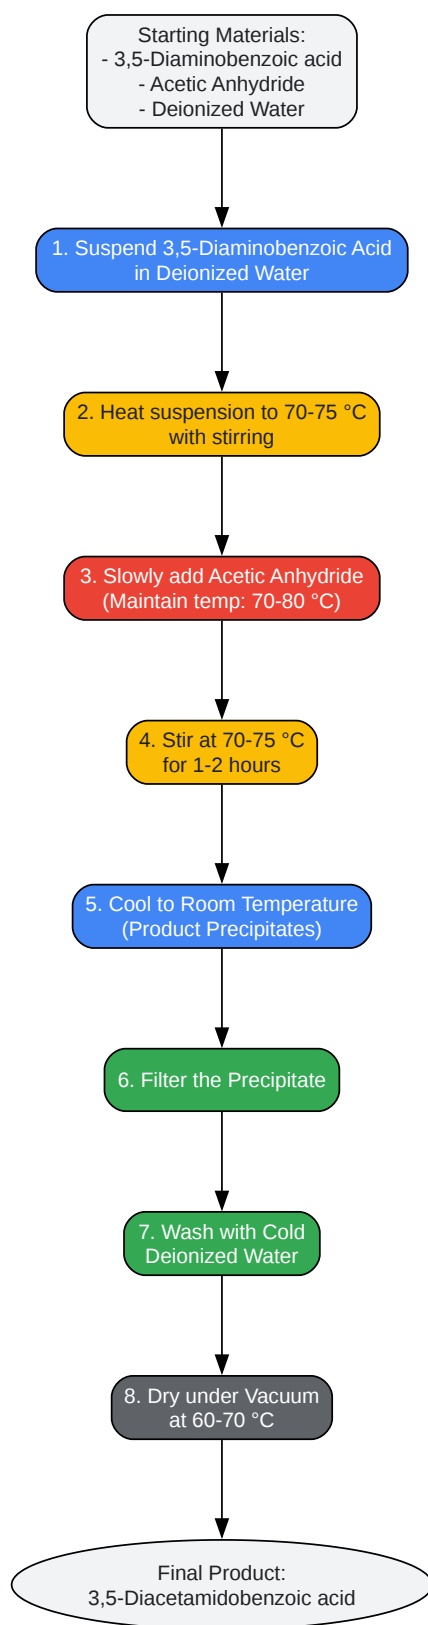 Starting Materials:
- 3,5-Diaminobenzoic acid
- Acetic Anhydride
- Deionized Water
1. Suspend 3,5-Diaminobenzoic Acid
in Deionized Water
2. Heat suspension to 70-75 °C
with stirring
3. Slowly add Acetic Anhydride
(Maintain temp: 70-80 °C)
4. Stir at 70-75 °C
for 1-2 hours
5. Cool to Room Temperature
(Product Precipitates)
6. Filter the Precipitate
7. Wash with Cold
Deionized Water
8. Dry under Vacuum
at 60-70 °C
Final Product:
3,5-Diacetamidobenzoic acid